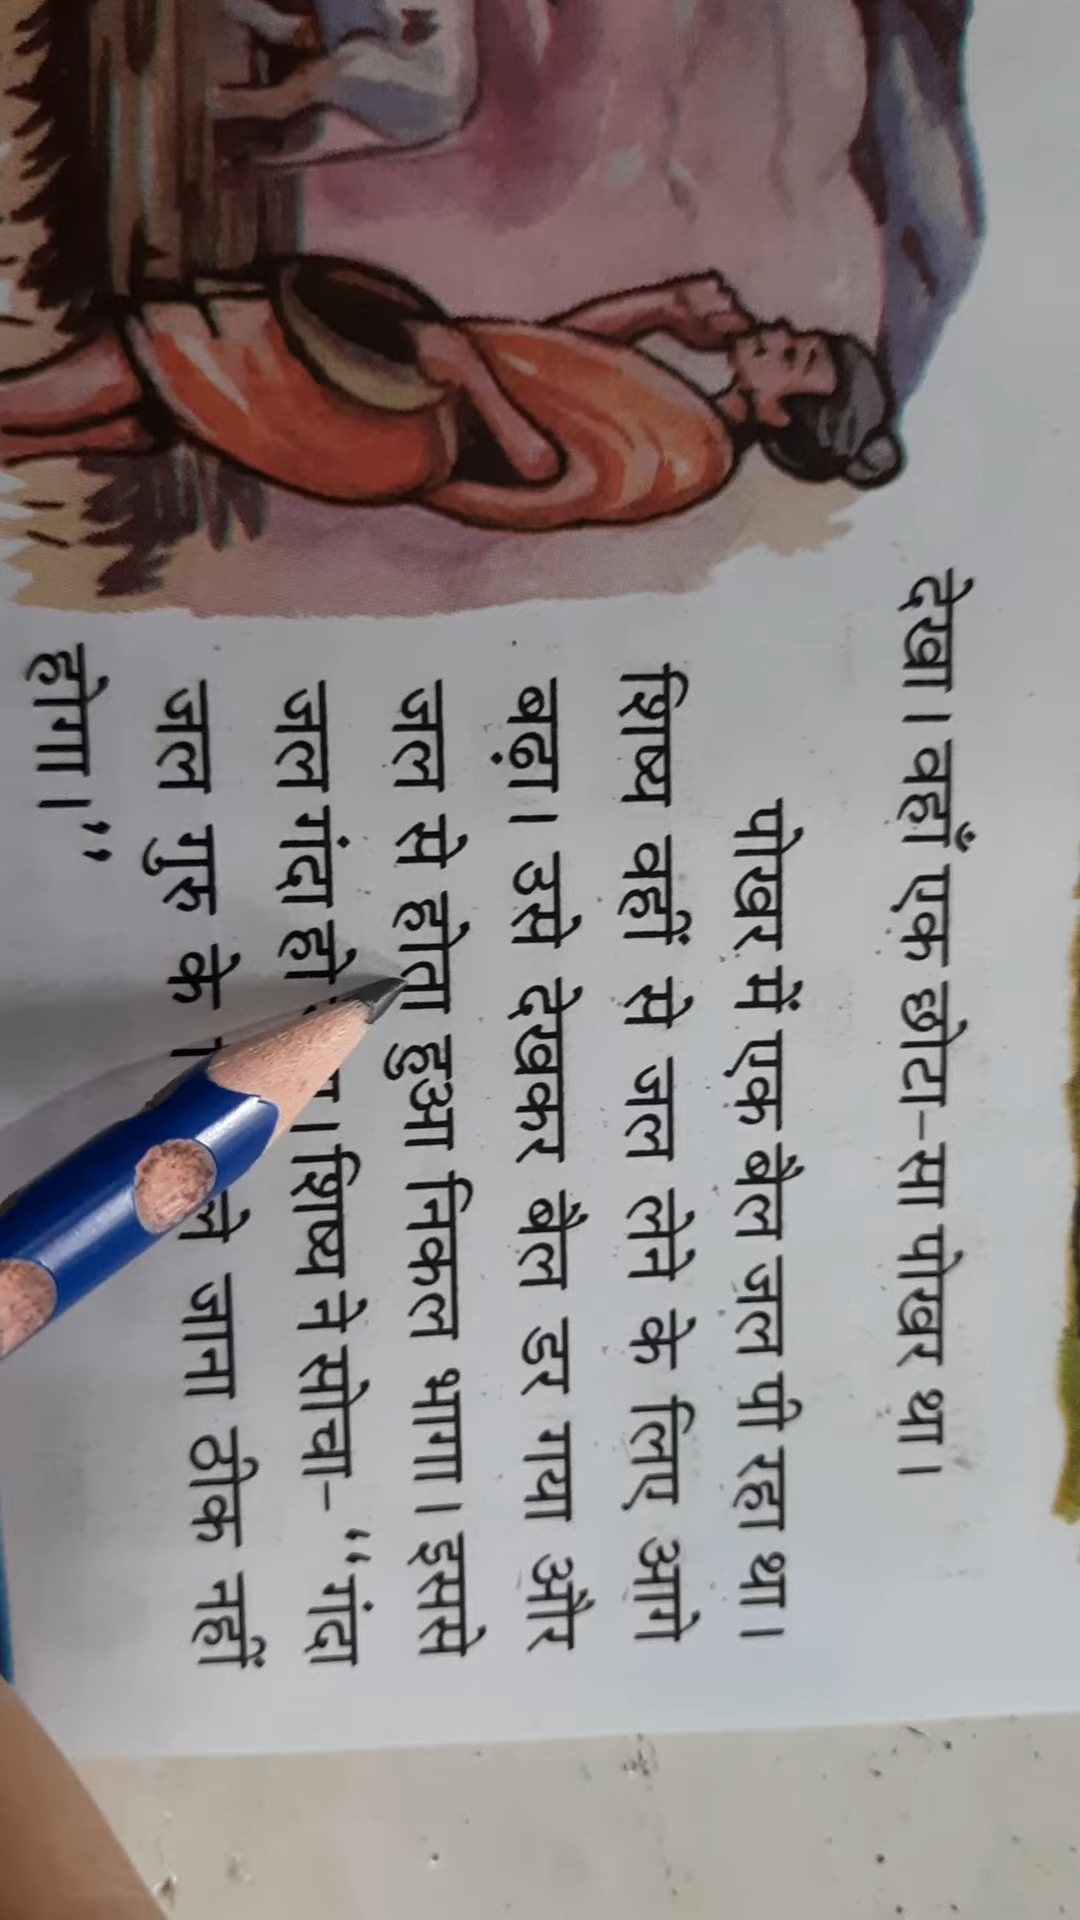 देखा। वहाँ एक छोटा-सा पोखर था।
पोखर में एक बैल जल पी रहा था।
शिष्य वहीं से जल लेने के लिए आगे
बढ़ा। उसे देखकर बैल डर गया और
जल से होता हुआ निकल भागा। इससे
जल गंदा हो । शिष्य ने सोचा- “गंदा
जल गुरु के ले जाना ठीक नहीं
होगा।”